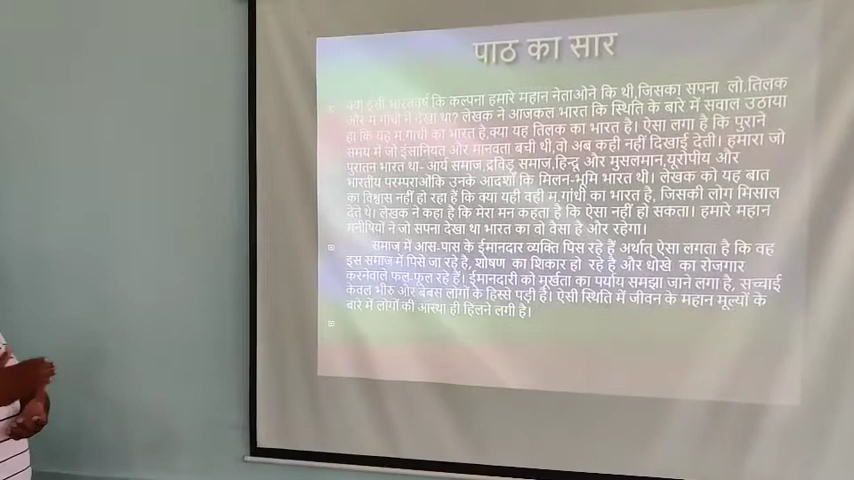 पाठ का सार
क्या इसी भारतवर्ष कि कल्पना हमारे महान नेताओने कि थी,जिसका सपना लो.तिलक
और म.गांधी ने देखा था? लेखक ने आजकल भारत कि स्थिति के बारे में सवाल उठाया
हा कि यह म.गांधी का भारत है,क्या यह तिलक का भारत है। ऐसा लगा है कि पुराने
समय में जो इंसानियत और मानवता बची थी,वो अब कही नहीं दिखाई देती। हमारा जो
पुरातन भारत था- आर्य समाज,द्रविड़ समाज,हिन्दू और मुसलमान,यूरोपीय और
भारतीय परम्पराओंकि उनके आदर्शों कि मिलन-भूमि भारत थी। लेखक को यह बात
का विश्वास नहीं हो रहा हैं कि क्या यही वही म.गांधी का भारत है, जिसकी लोग मिसाल
देते थे। लेखक ने कहा है कि मेरा मन कहता है कि ऐसा नहीं हो सकता। हमारे महान
मनीषियों ने जो सपना देखा था भारत का वो वैसा है और रहेगा।
समाज में आस-पास के ईमानदार व्यक्ति पिस रहे हैं अर्थात् ऐसा लगता है कि वह
इस समाज में पिसे जा रहे है, शोषण का शिकार हो रहे है और धोखे का रोजगार
करनेवाले फल-फूल रहे हैं। ईमानदारी को मूर्खता का पर्याय समझा जाने लगा है, सच्चाई
केवल भीरु और बेबस लोगों के हिस्से पड़ी है। ऐसी स्थिति में जीवन के महान मूल्यों के
बारे में लोगों की आस्था ही हिलने लगी है।